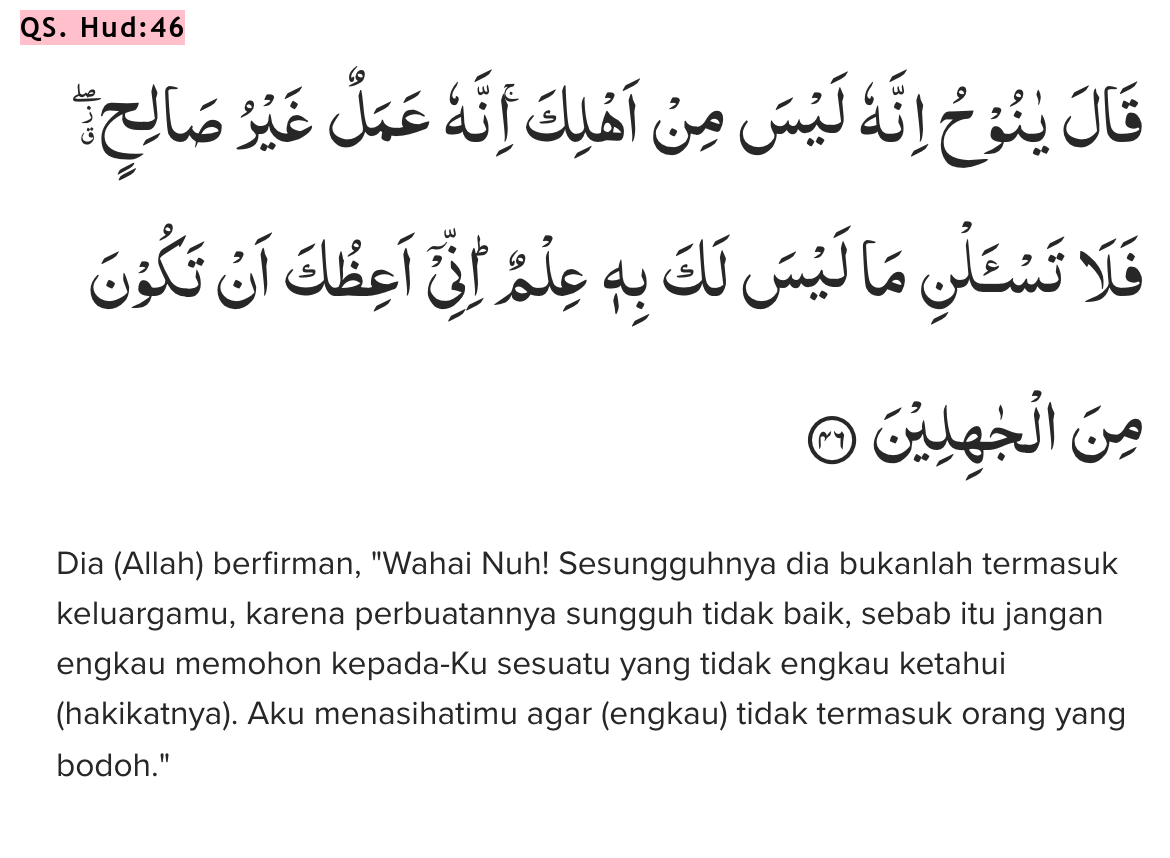 QS. Hud:46
قَالَ يٰنُوْحُ اِنَّهٗ لَيْسَ مِنْ اَهْلِكَ ۚاِنَّهٗ عَمَلٌ غَيْرُ صَالِحٍ ۖفَلَا
فَلَا تَسْـَٔلْنِ مَا لَيْسَ لَكَ بِهٖ عِلْمٌ ۗاِنِّيْٓ اَعِظُكَ اَنْ تَكُوْنَ
مِنَ الْجٰهِلِيْنَ ٤٦
Dia (Allah) berfirman, "Wahai Nuh! Sesungguhnya dia bukanlah termasuk
keluargamu, karena perbuatannya sungguh tidak baik, sebab itu jangan
engkau memohon kepada-Ku sesuatu yang tidak engkau ketahui
(hakikatnya). Aku menasihatimu agar (engkau) tidak termasuk orang yang
bodoh."